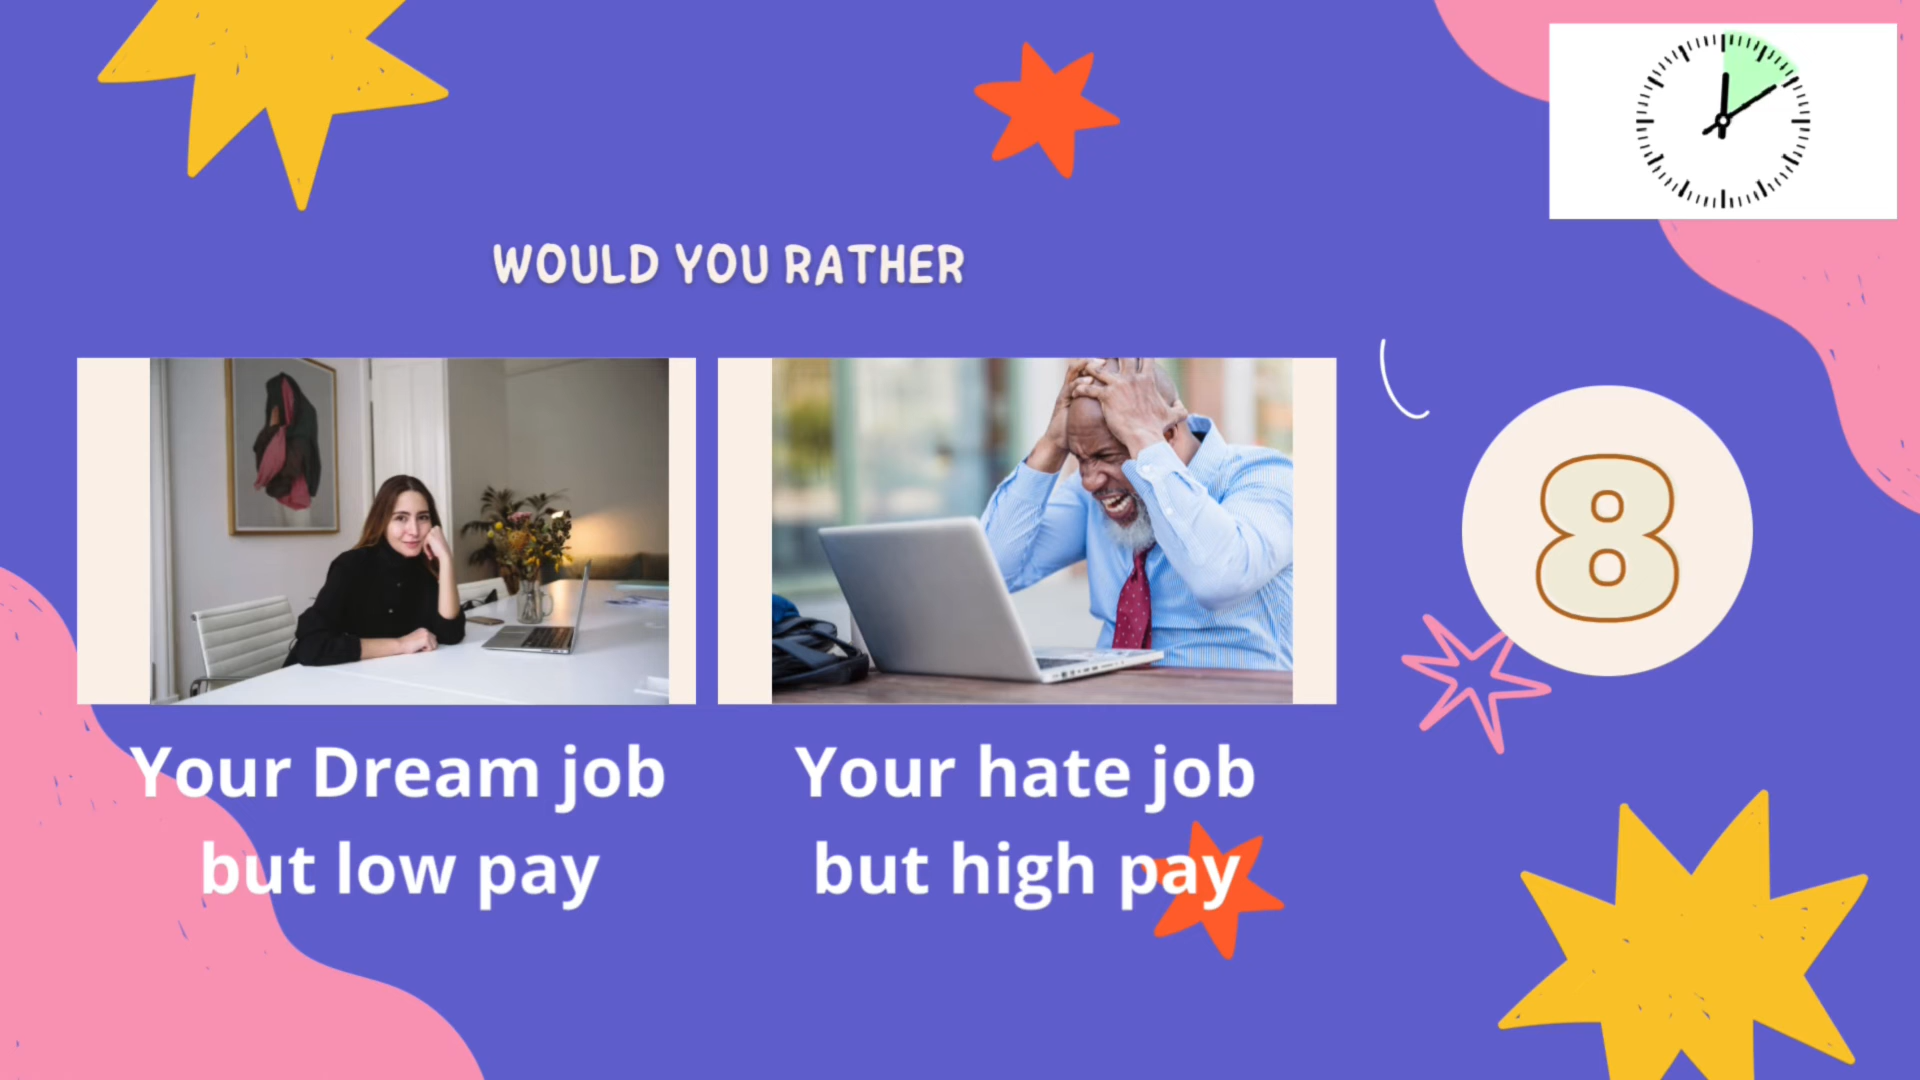 WOULD YOU RATHER
8
Your Dream job
but low pay
Your hate job
but high pay